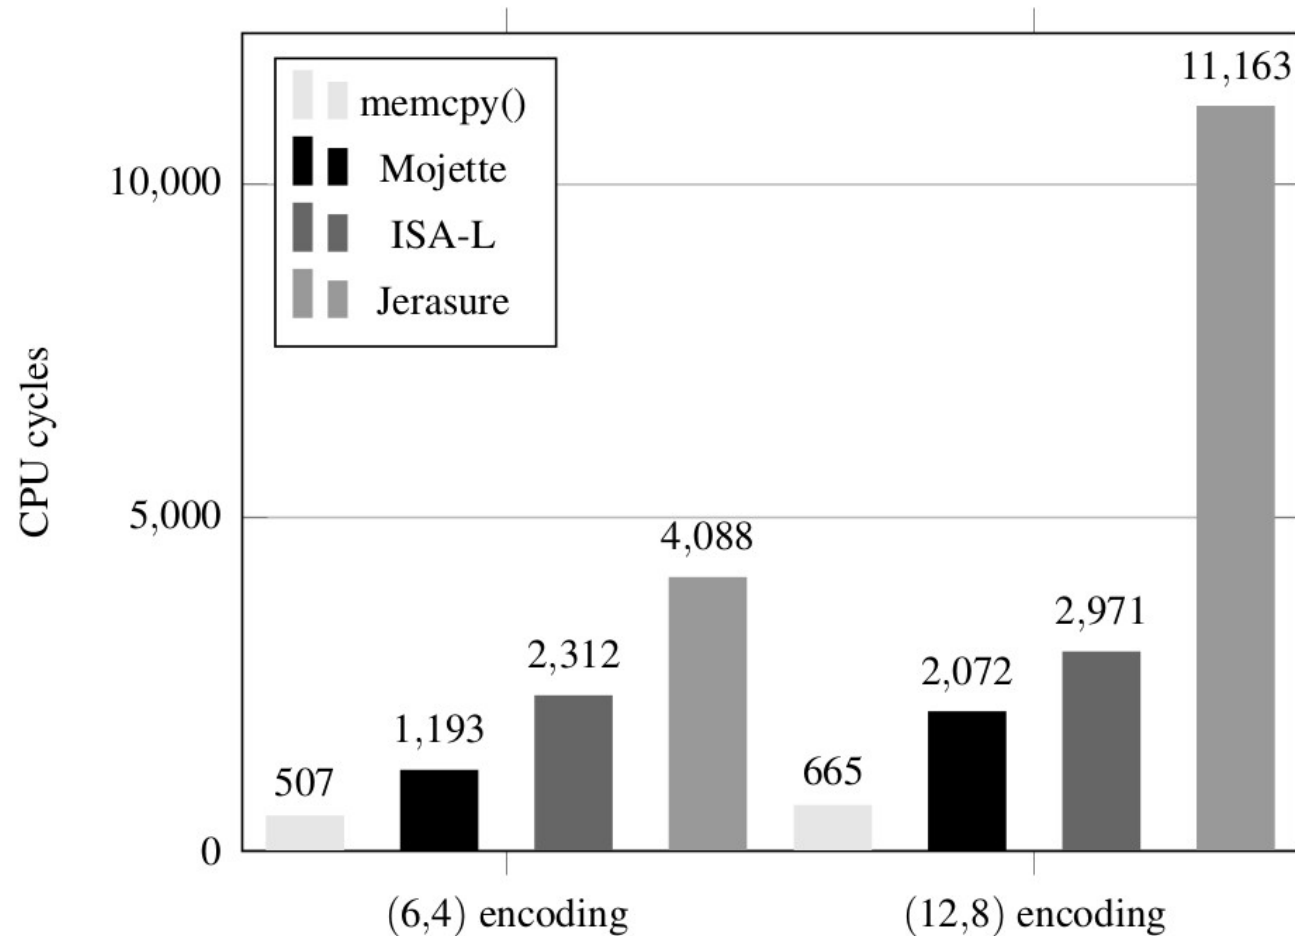 11,163
memcpy()
Mojette
ISA-L
Jerasure
10,000
5,000
0
CPU cycles
507
1,193
2,312
4,088
665
2,072
2,971
(6,4) encoding
(12,8) encoding